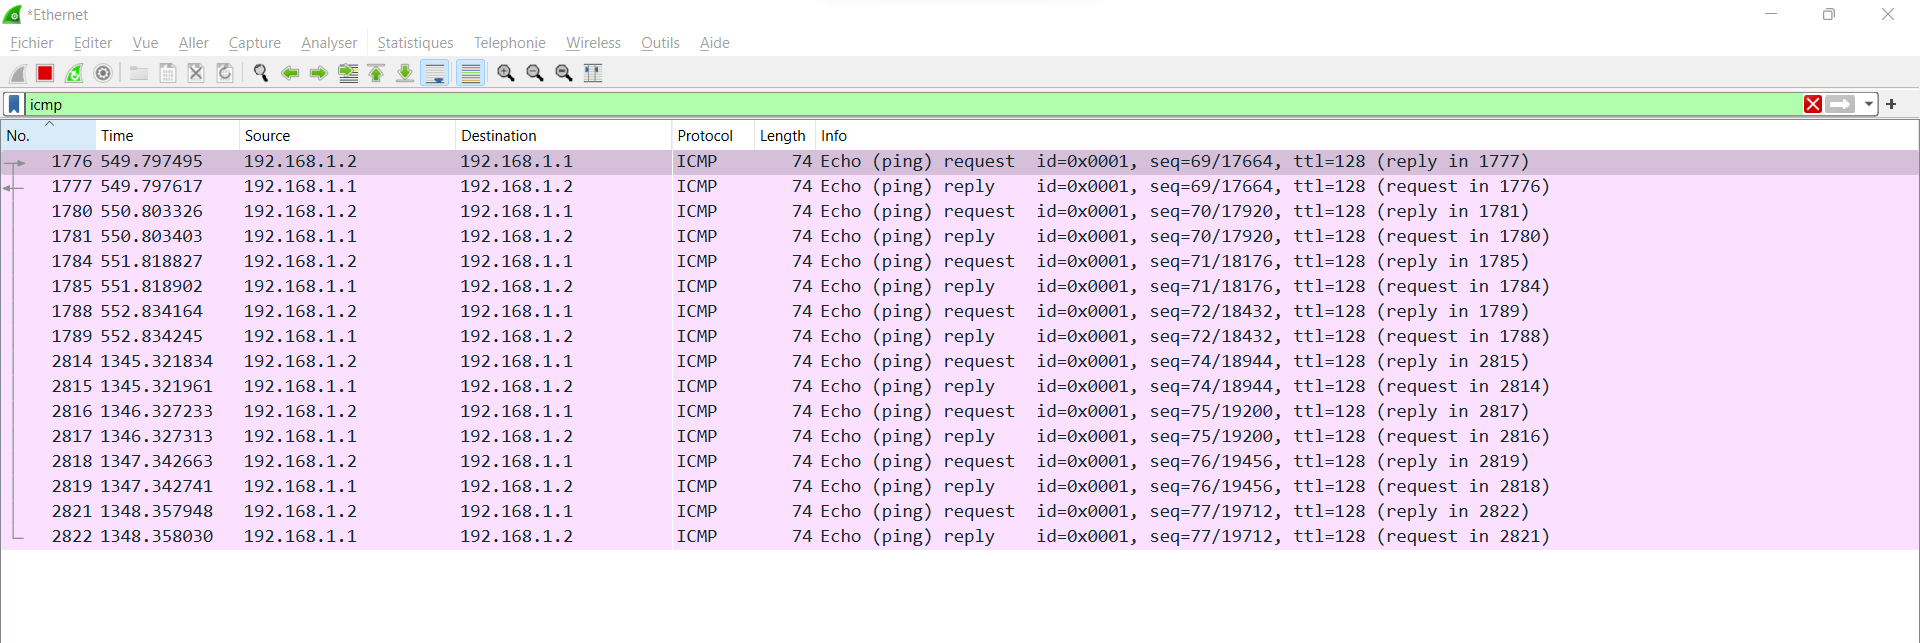 *Ethernet
Fichier Editer Vue Aller Capture Analyser Statistiques Telephonie Wireless Outils Aide
icmp
No. Time Source Destination Protocol Length Info
1776 549.797495 192.168.1.2 192.168.1.1 ICMP 74 Echo (ping) request id=0x0001, seq=69/17664, ttl=128 (reply in 1777)
1777 549.797617 192.168.1.1 192.168.1.2 ICMP 74 Echo (ping) reply id=0x0001, seq=69/17664, ttl=128 (request in 1776)
1780 550.803326 192.168.1.2 192.168.1.1 ICMP 74 Echo (ping) request id=0x0001, seq=70/17920, ttl=128 (reply in 1781)
1781 550.803403 192.168.1.1 192.168.1.2 ICMP 74 Echo (ping) reply id=0x0001, seq=70/17920, ttl=128 (request in 1780)
1784 551.818827 192.168.1.2 192.168.1.1 ICMP 74 Echo (ping) request id=0x0001, seq=71/18176, ttl=128 (reply in 1785)
1785 551.818902 192.168.1.1 192.168.1.2 ICMP 74 Echo (ping) reply id=0x0001, seq=71/18176, ttl=128 (request in 1784)
1788 552.834164 192.168.1.2 192.168.1.1 ICMP 74 Echo (ping) request id=0x0001, seq=72/18432, ttl=128 (reply in 1789)
1789 552.834245 192.168.1.1 192.168.1.2 ICMP 74 Echo (ping) reply id=0x0001, seq=72/18432, ttl=128 (request in 1788)
2814 1345.321834 192.168.1.2 192.168.1.1 ICMP 74 Echo (ping) request id=0x0001, seq=74/18944, ttl=128 (reply in 2815)
2815 1345.321961 192.168.1.1 192.168.1.2 ICMP 74 Echo (ping) reply id=0x0001, seq=74/18944, ttl=128 (request in 2814)
2816 1346.327233 192.168.1.2 192.168.1.1 ICMP 74 Echo (ping) request id=0x0001, seq=75/19200, ttl=128 (reply in 2817)
2817 1346.327313 192.168.1.1 192.168.1.2 ICMP 74 Echo (ping) reply id=0x0001, seq=75/19200, ttl=128 (request in 2816)
2818 1347.342663 192.168.1.2 192.168.1.1 ICMP 74 Echo (ping) request id=0x0001, seq=76/19456, ttl=128 (reply in 2819)
2819 1347.342741 192.168.1.1 192.168.1.2 ICMP 74 Echo (ping) reply id=0x0001, seq=76/19456, ttl=128 (request in 2818)
2821 1348.357948 192.168.1.2 192.168.1.1 ICMP 74 Echo (ping) request id=0x0001, seq=77/19712, ttl=128 (reply in 2822)
2822 1348.358030 192.168.1.1 192.168.1.2 ICMP 74 Echo (ping) reply id=0x0001, seq=77/19712, ttl=128 (request in 2821)